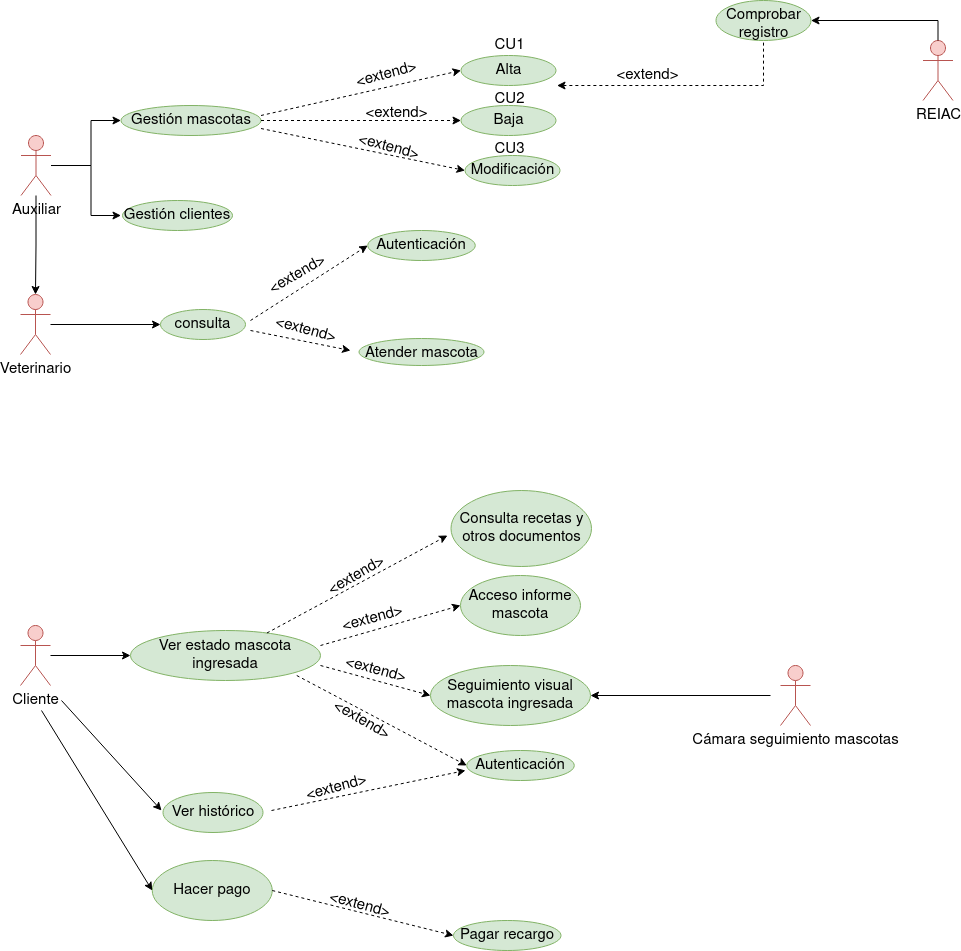 Comprobar
registro
CU1
<extend>
Alta
<extend>
REIAC
CU2
Gestión mascotas
<extend>
Baja
CU3
<extend>
Modificación
Auxiliar
Gestión clientes
Autenticación
<extend>
consulta
<extend>
Atender mascota
Veterinario
Consulta recetas y
otros documentos
<extend>
Acceso informe
mascota
<extend>
Ver estado mascota
ingresada
<extend>
Seguimiento visual
mascota ingresada
Cliente
<extend>
Cámara seguimiento mascotas
Autenticación
<extend>
Ver histórico
Hacer pago
<extend>
Pagar recargo